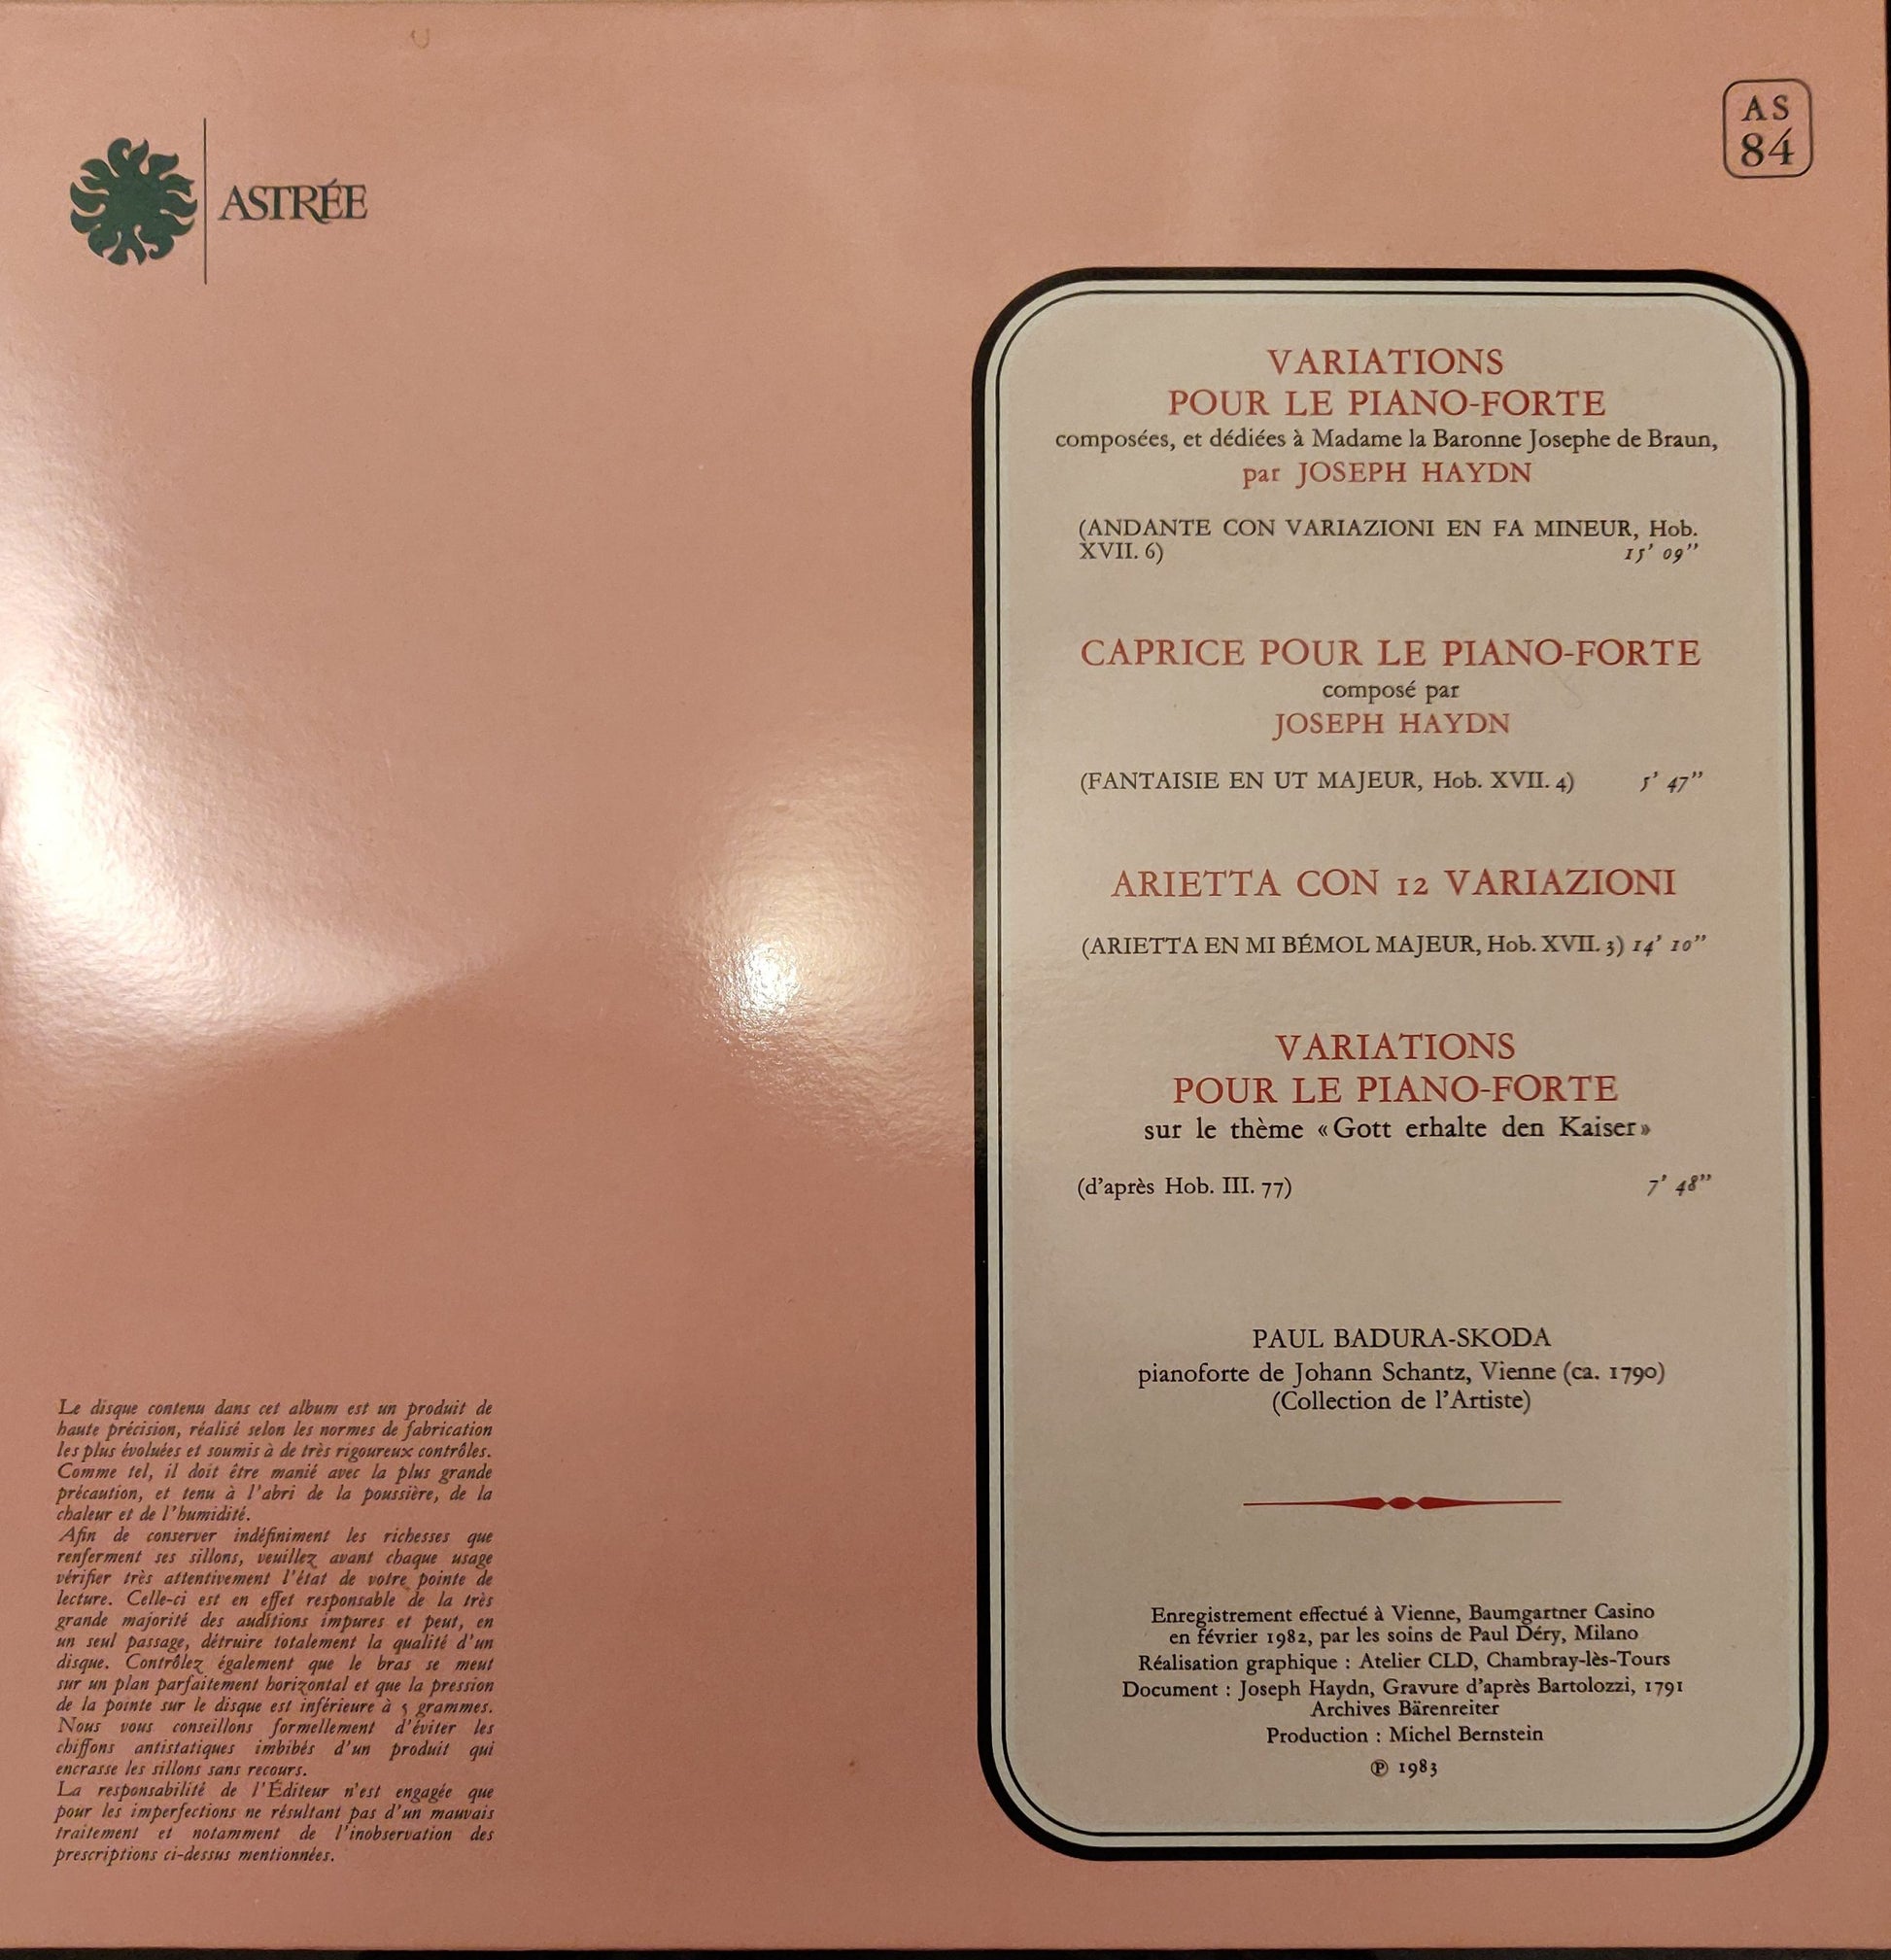 ASTRÉE
AS
84
VARIATIONS
POUR LE PIANO-FORTE
composées, et dédiées à Madame la Baronne Josephe de Braun,
par JOSEPH HAYDN
(ANDANTE CON VARIAZIONI EN FA MINEUR, Hob.
XVII. 6) 15’ 09”
CAPRICE POUR LE PIANO-FORTE
composé par
JOSEPH HAYDN
(FANTAISIE EN UT MAJEUR, Hob. XVII. 4) 5’ 47”
ARIETTA CON 12 VARIAZIONI
(ARIETTA EN MI BÉMOL MAJEUR, Hob. XVII. 3) 14’ 10”
VARIATIONS
POUR LE PIANO-FORTE
sur le thème «Gott erhalte den Kaiser»
(d’après Hob. III. 77) 7’ 48”
PAUL BADURA-SKODA
pianoforte de Johann Schantz, Vienne (ca. 1790)
(Collection de l’Artiste)
Enregistrement effectué à Vienne, Baumgartner Casino
en février 1982, par les soins de Paul Déry, Milano
Réalisation graphique : Atelier CLD, Chambray-lès-Tours
Document : Joseph Haydn, Gravure d’après Bartolozzi, 1791
Archives Bärenreiter
Production : Michel Bernstein
℗ 1983
Le disque contenu dans cet album est un produit de
haute précision, réalisé selon les normes de fabrication
les plus évoluées et soumis à de très rigoureux contrôles.
Comme tel, il doit être manié avec la plus grande
précaution, et tenu à l’abri de la poussière, de la
chaleur et de l’humidité.
Afin de conserver indéfiniment les richesses que
renferment ses sillons, veuillez avant chaque usage
vérifier très attentivement l’état de votre pointe de
lecture. Celle-ci est en effet responsable de la très
grande majorité des auditions impures et peut, en
un seul passage, détruire totalement la qualité d’un
disque. Contrôlez également que le bras se meut
sur un plan parfaitement horizontal et que la pression
de la pointe sur le disque est inférieure à 5 grammes.
Nous vous conseillons formellement d’éviter les
chiffons antistatiques imbibés d’un produit qui
encrasse les sillons sans recours.
La responsabilité de l’Éditeur n’est engagée que
pour les imperfections ne résultant pas d’un mauvais
traitement et notamment de l’inobservation des
prescriptions ci-dessus mentionnées.